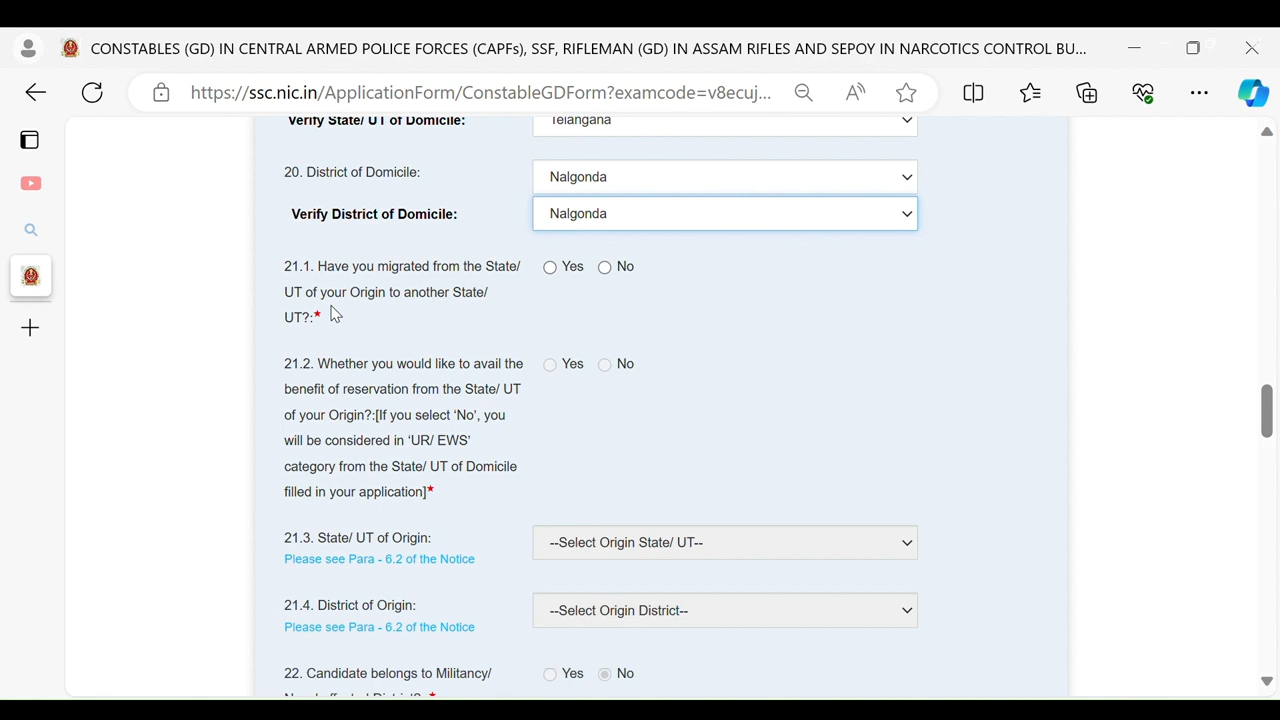 CONSTABLES (GD) IN CENTRAL ARMED POLICE FORCES (CAPFs), SSF, RIFLEMAN (GD) IN ASSAM RIFLES AND SEPOY IN NARCOTICS CONTROL BU...
https://ssc.nic.in/ApplicationForm/ConstableGDForm?examcode=v8ecuj...
Verify State/ UT of Domicile: Telangana
20. District of Domicile: Nalgonda
Verify District of Domicile: Nalgonda
21.1. Have you migrated from the State/ Yes No
UT of your Origin to another State/
UT?:*
21.2. Whether you would like to avail the Yes No
benefit of reservation from the State/ UT
of your Origin?:[If you select 'No', you
will be considered in 'UR/ EWS'
category from the State/ UT of Domicile
filled in your application]*
21.3. State/ UT of Origin: --Select Origin State/ UT--
Please see Para - 6.2 of the Notice
21.4. District of Origin: --Select Origin District--
Please see Para - 6.2 of the Notice
22. Candidate belongs to Militancy/ Yes No